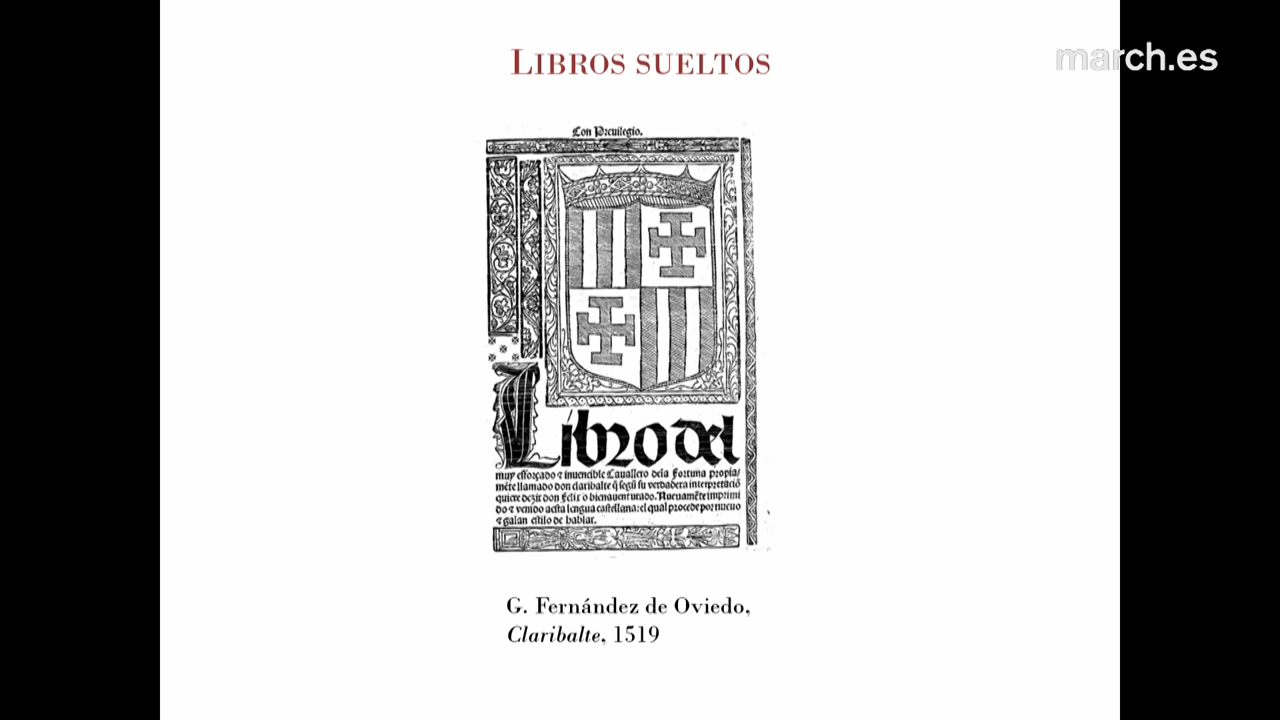 LIBROS SUELTOS
march.es
Con Preuilegio.
Libro del
muy efforçado ⁊ inuencible Cauallero dela Fortuna propia/
mēte llamado don claribalte q̄ segū su verdadera interpretaciō
quiere dezir don felix o bienauenturado. Nueuamēte imprimi
do ⁊ venido a esta lengua castellana: el qual procede por nueuo
⁊ galan estilo de hablar.
G. Fernández de Oviedo,
Claribalte, 1519